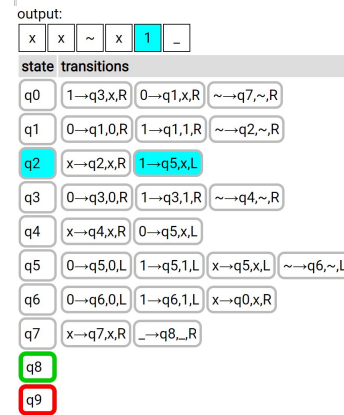 output:
x x ~ x 1 _
state transitions
q0 1→q3,x,R 0→q1,x,R ~→q7,~,R
q1 0→q1,0,R 1→q1,1,R ~→q2,~,R
q2 x→q2,x,R 1→q5,x,L
q3 0→q3,0,R 1→q3,1,R ~→q4,~,R
q4 x→q4,x,R 0→q5,x,L
q5 0→q5,0,L 1→q5,1,L x→q5,x,L ~→q6,~,L
q6 0→q6,0,L 1→q6,1,L x→q0,x,R
q7 x→q7,x,R _→q8,_,R
q8
q9